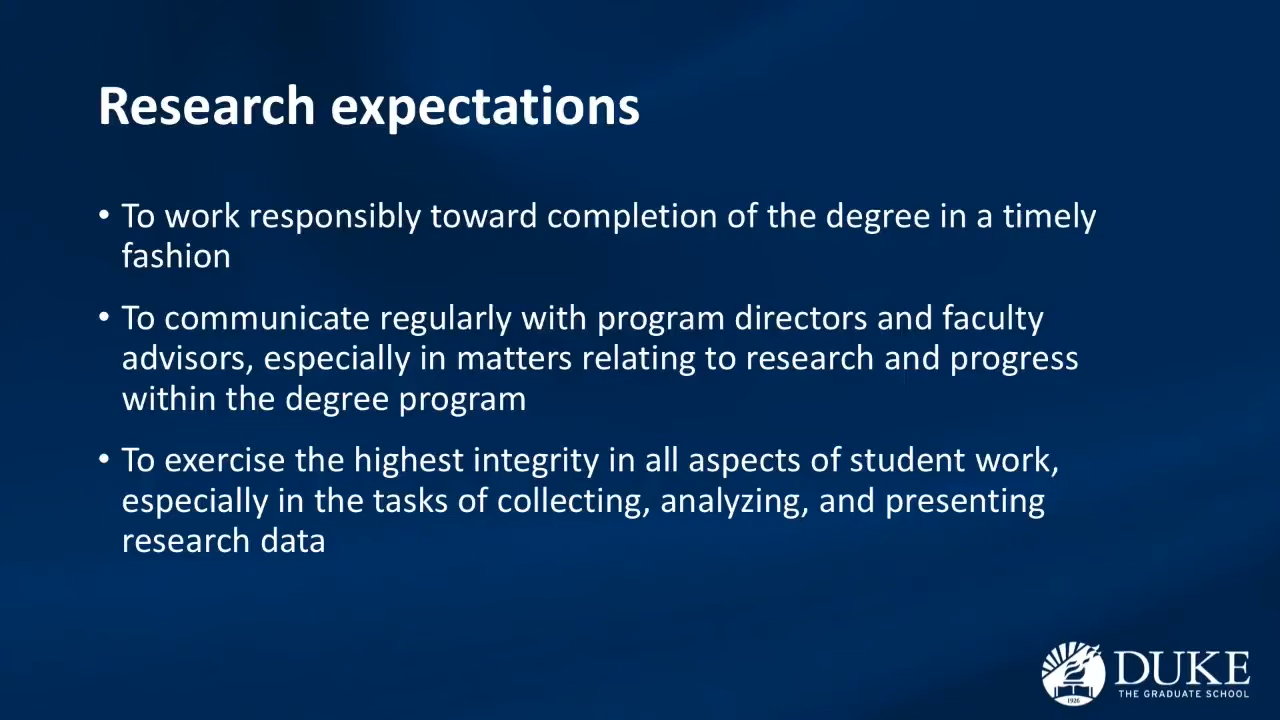 Research expectations
• To work responsibly toward completion of the degree in a timely
fashion
• To communicate regularly with program directors and faculty
advisors, especially in matters relating to research and progress
within the degree program
• To exercise the highest integrity in all aspects of student work,
especially in the tasks of collecting, analyzing, and presenting
research data
DUKE
THE GRADUATE SCHOOL
1926